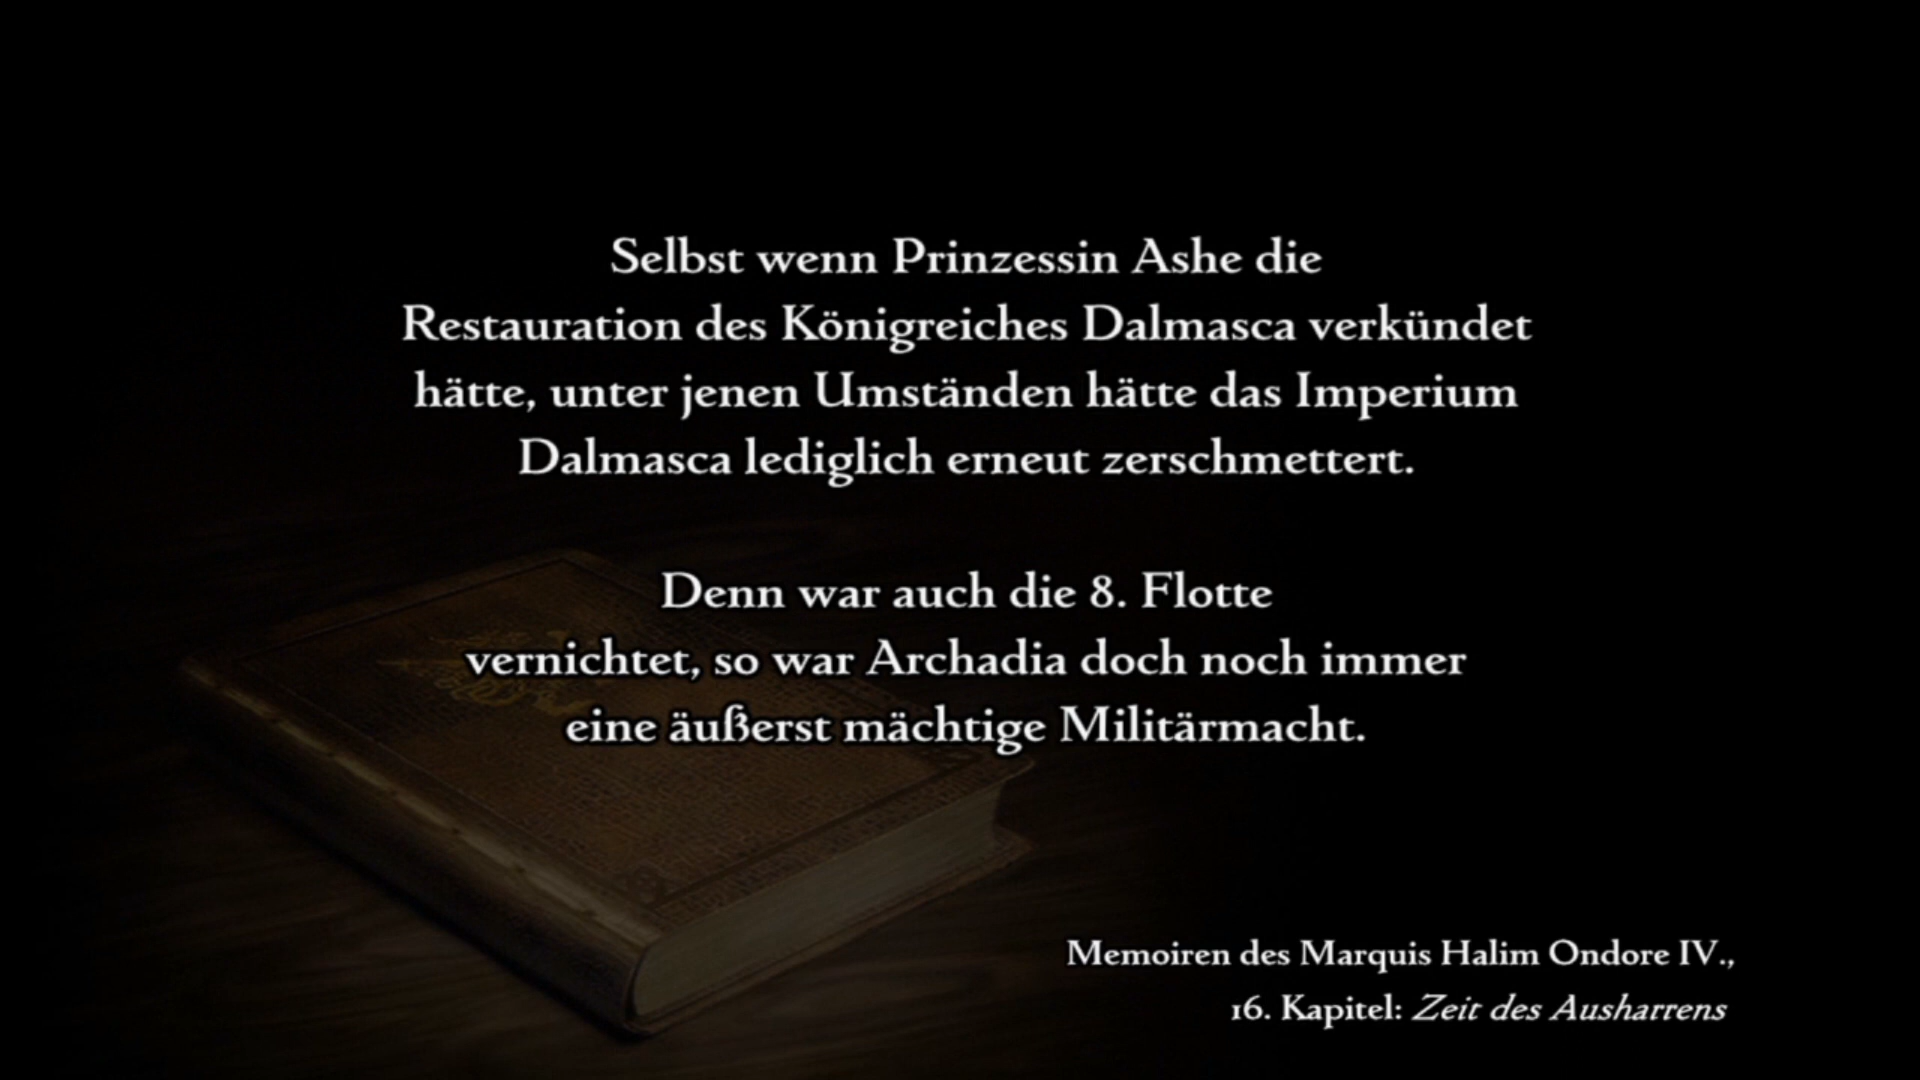 Selbst wenn Prinzessin Ashe die
Restauration des Königreiches Dalmasca verkündet
hätte, unter jenen Umständen hätte das Imperium
Dalmasca lediglich erneut zerschmettert.
Denn war auch die 8. Flotte
vernichtet, so war Archadia doch noch immer
eine äußerst mächtige Militärmacht.
Memoiren des Marquis Halim Ondore IV.,
16. Kapitel: Zeit des Ausharrens